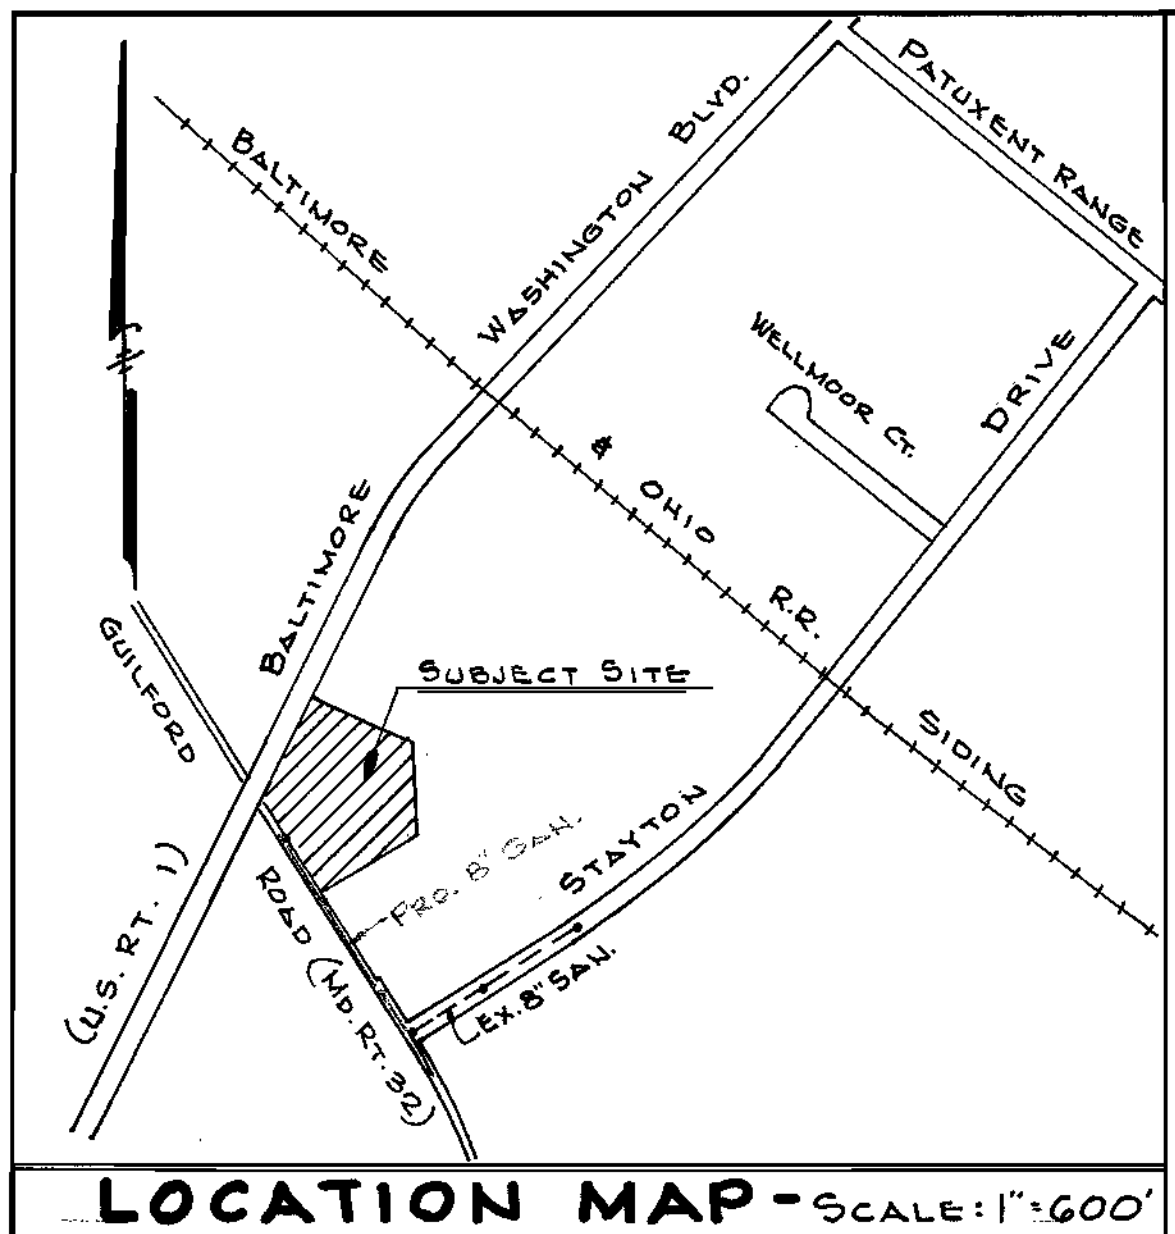 PATUXENT RANGE
BALTIMORE
WASHINGTON BLVD.
WELLMOOR CT.
DRIVE
& OHIO
R.R.
SIDING
BALTIMORE
GUILFORD
SUBJECT SITE
STAYTON
PRO. 8" SAN.
ROAD (MD. RT. 32)
EX. 8" SAN.
(U.S. RT. 1)
LOCATION MAP - SCALE: 1" = 600'